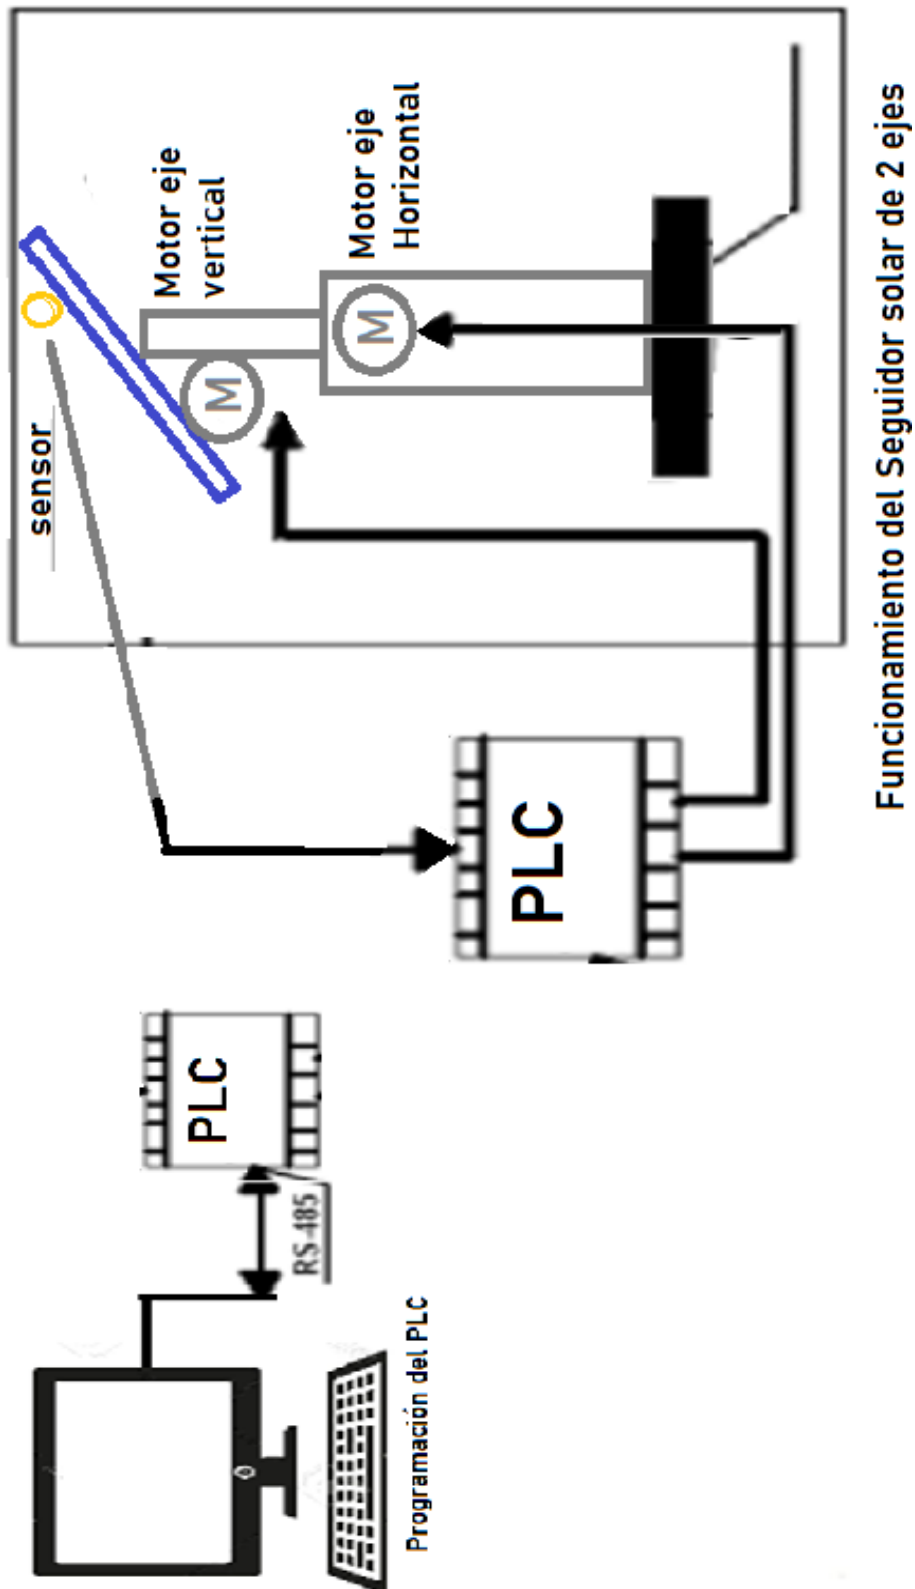 sensor
Motor eje
vertical
Motor eje
Horizontal
M
M
PLC
Funcionamiento del Seguidor solar de 2 ejes
PLC
RS-485
Programación del PLC